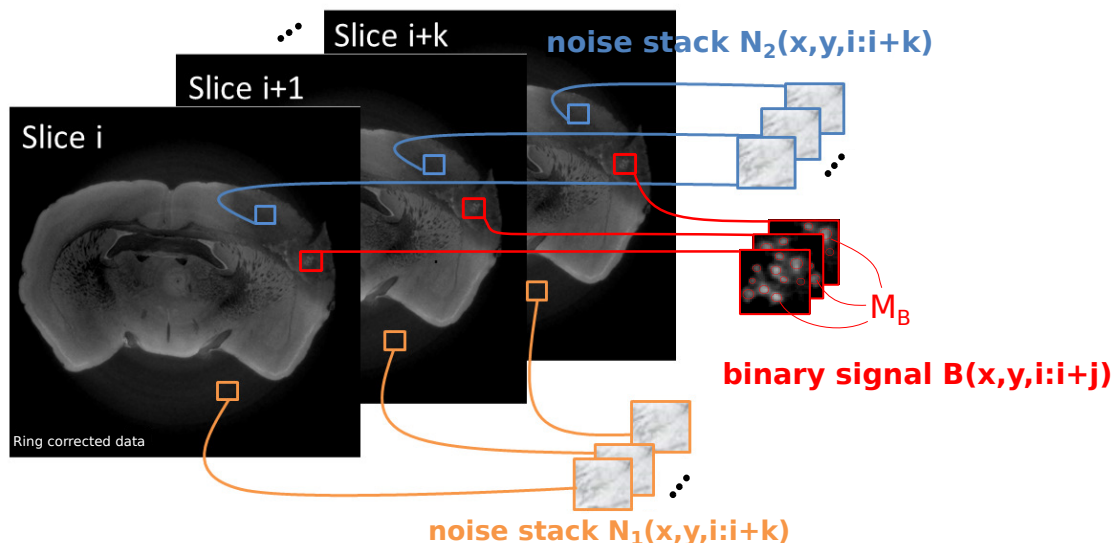 Slice i+k
noise stack N₂(x,y,i:i+k)
Slice i+1
Slice i
M_B
binary signal B(x,y,i:i+j)
Ring corrected data
noise stack N₁(x,y,i:i+k)